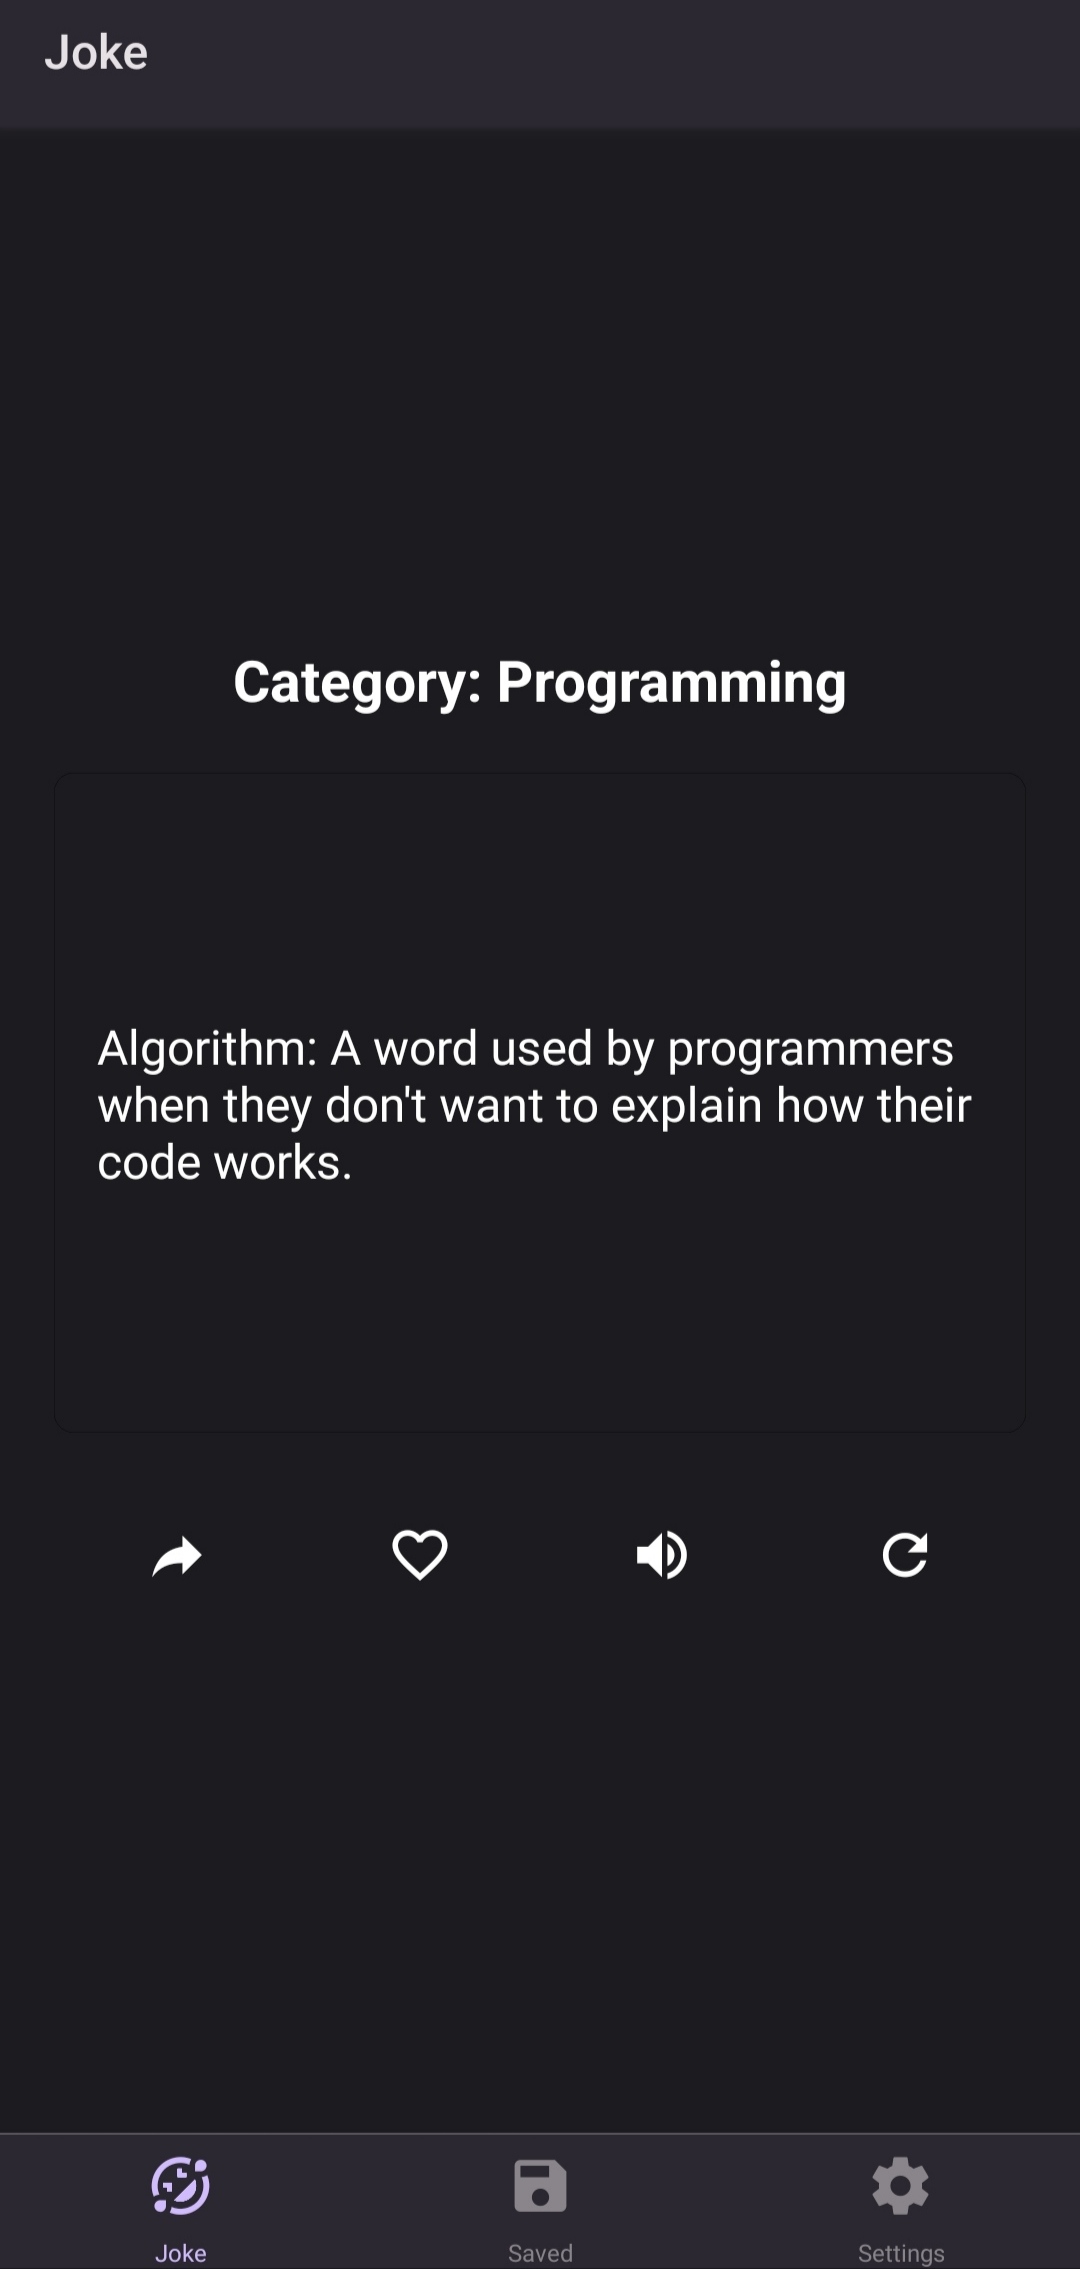 Joke
Category: Programming
Algorithm: A word used by programmers
when they don't want to explain how their
code works.
Joke
Saved
Settings